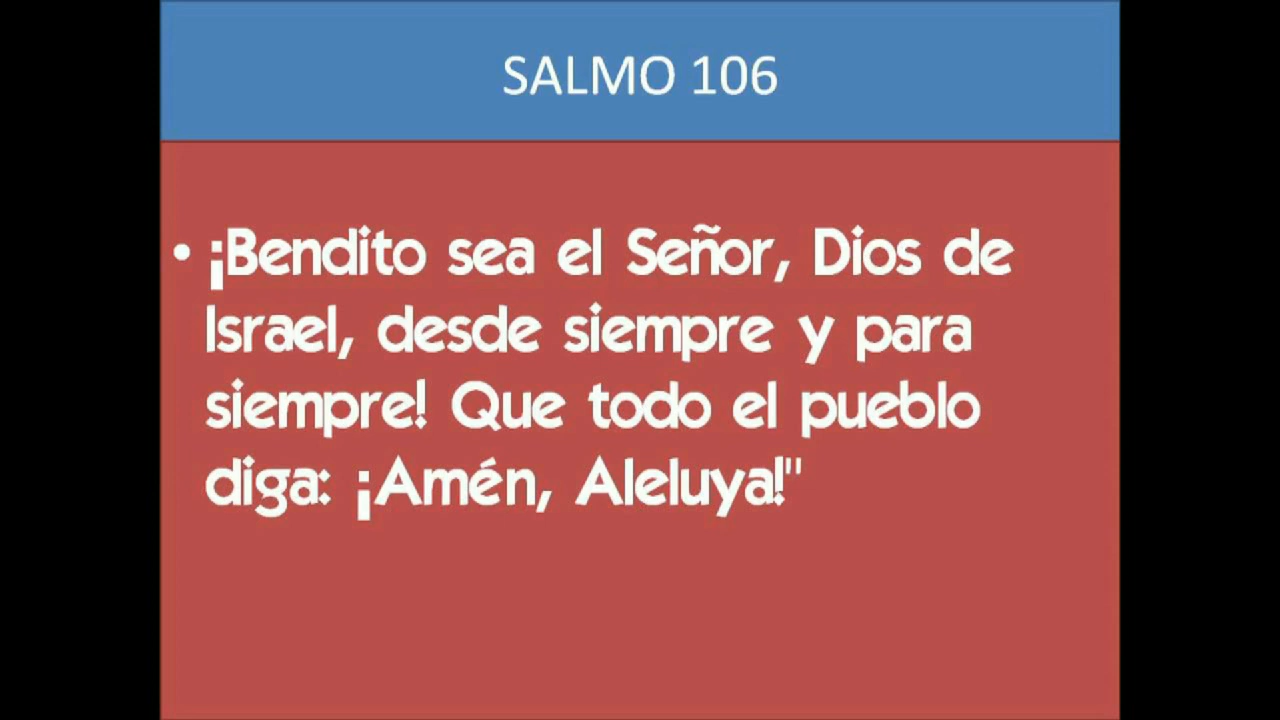 SALMO 106
• ¡Bendito sea el Señor, Dios de
Israel, desde siempre y para
siempre! Que todo el pueblo
diga: ¡Amén, Aleluya!"